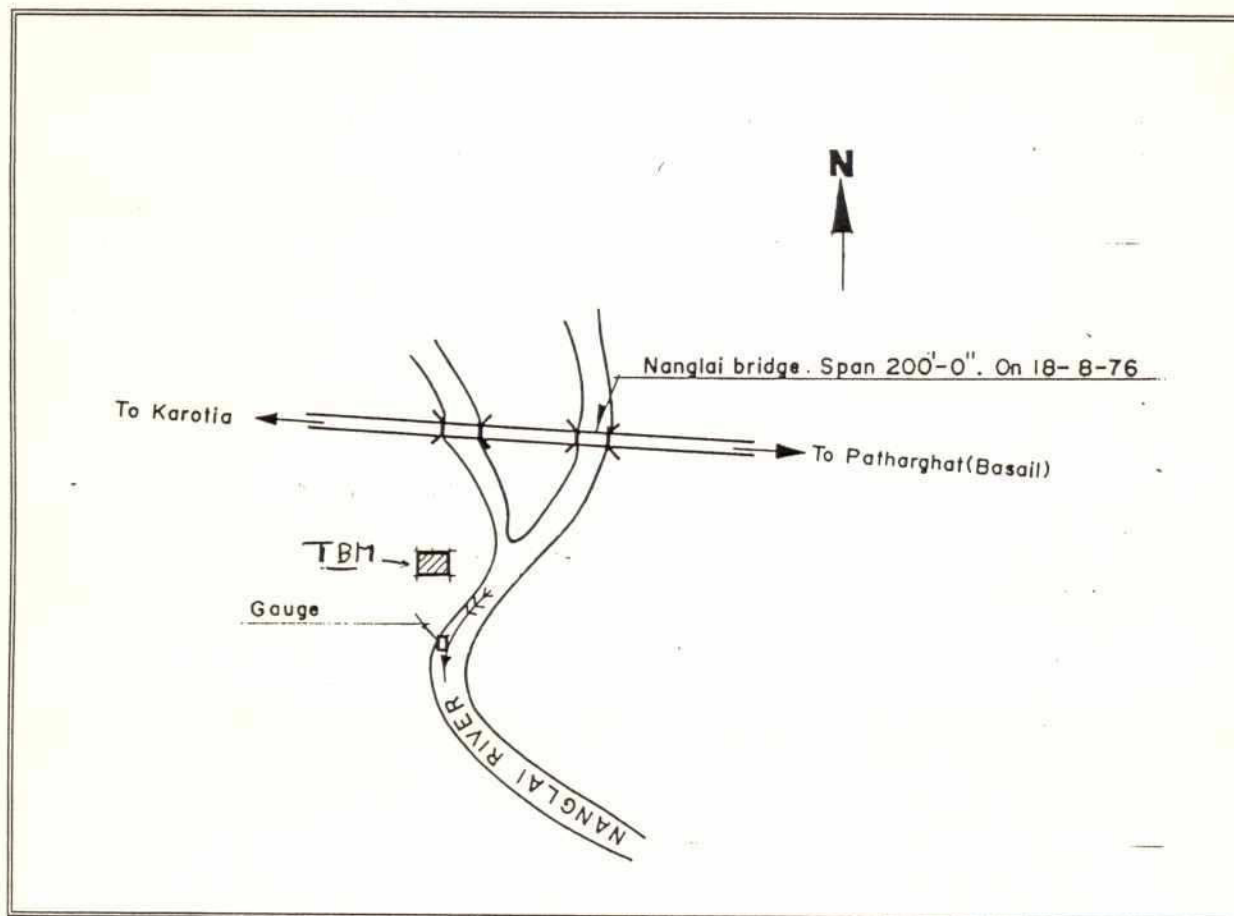 N
Nanglai bridge. Span 200'-0". On 18-8-76
To Karotia
To Patharghat(Basail)
TBM
Gauge
NANGLAI RIVER